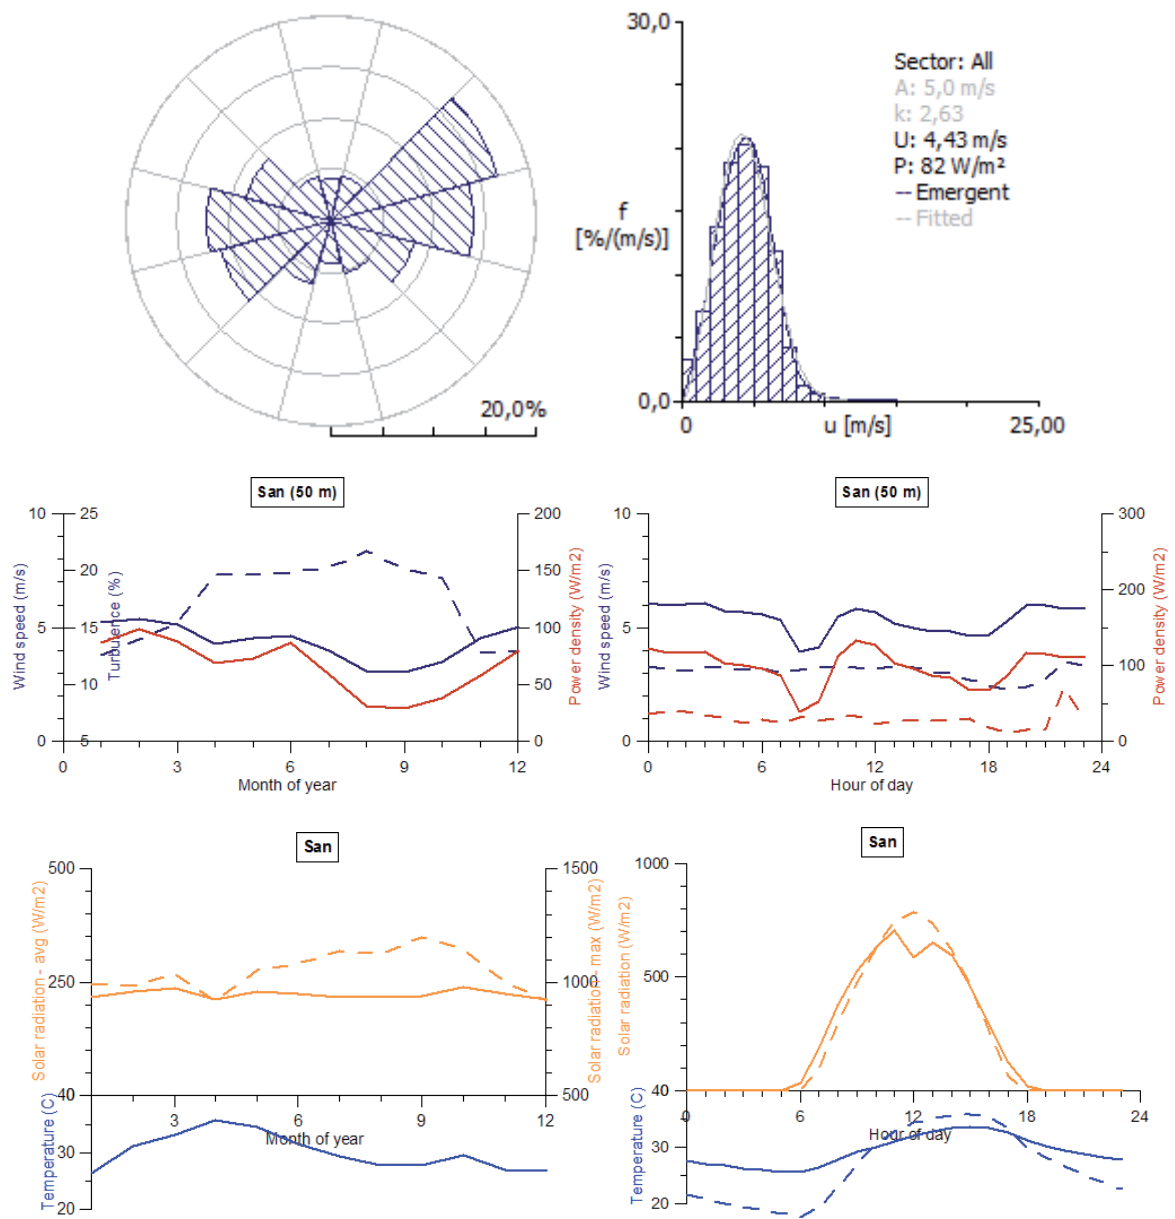 20,0%
30,0
f
[%/(m/s)]
0,0
0
u [m/s]
25,00
Sector: All
A: 5,0 m/s
k: 2,63
U: 4,43 m/s
P: 82 W/m²
-- Emergent
-- Fitted
San (50 m)
10
5
0
Wind speed (m/s)
25
20
15
10
5
Turbulence (%)
200
150
100
50
0
Power density (W/m2)
0
3
6
9
12
Month of year
San (50 m)
10
5
0
Wind speed (m/s)
300
200
100
0
Power density (W/m2)
0
6
12
18
24
Hour of day
San
500
250
Solar radiation - avg (W/m2)
1500
1000
500
Solar radiation - max (W/m2)
40
30
20
Temperature (C)
3
6
9
12
Month of year
San
1000
500
Solar radiation (W/m2)
40
30
20
Temperature (C)
0
6
12
18
24
Hour of day